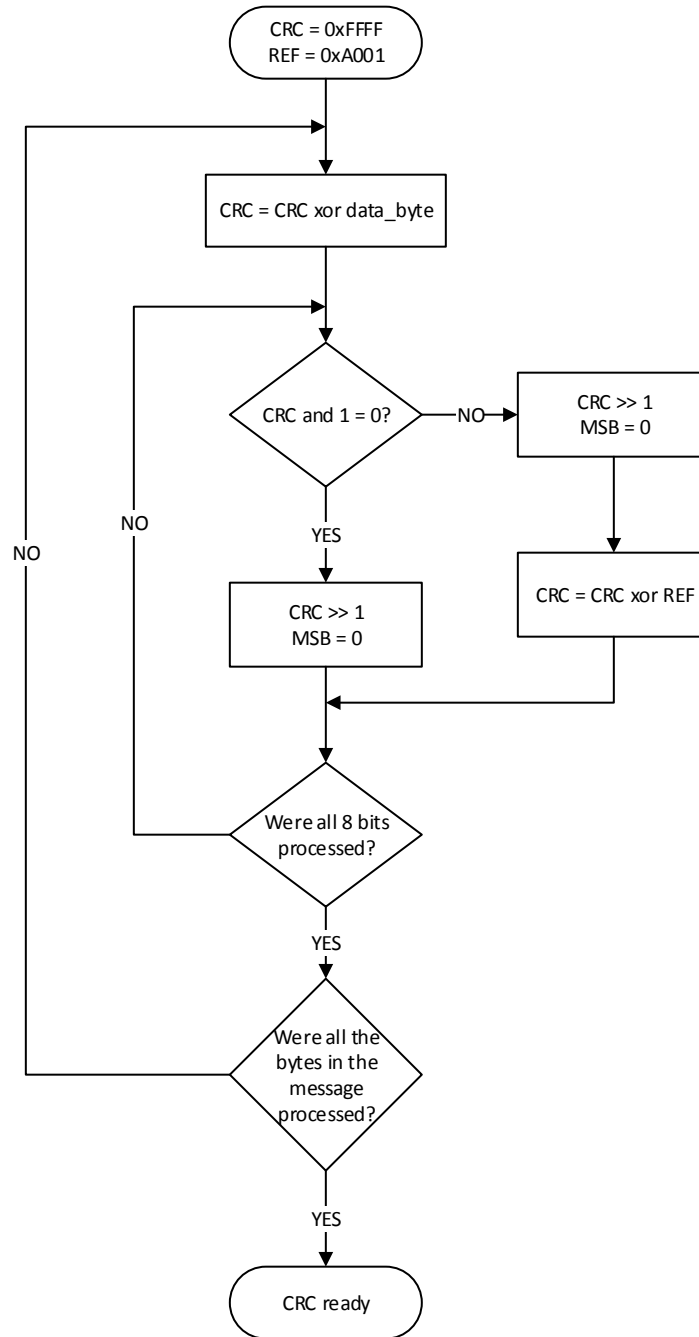 CRC = 0xFFFF
REF = 0xA001
CRC = CRC xor data_byte
CRC and 1 = 0?
NO
CRC >> 1
MSB = 0
YES
NO
NO
CRC >> 1
MSB = 0
CRC = CRC xor REF
Were all 8 bits
processed?
YES
Were all the
bytes in the
message
processed?
YES
CRC ready